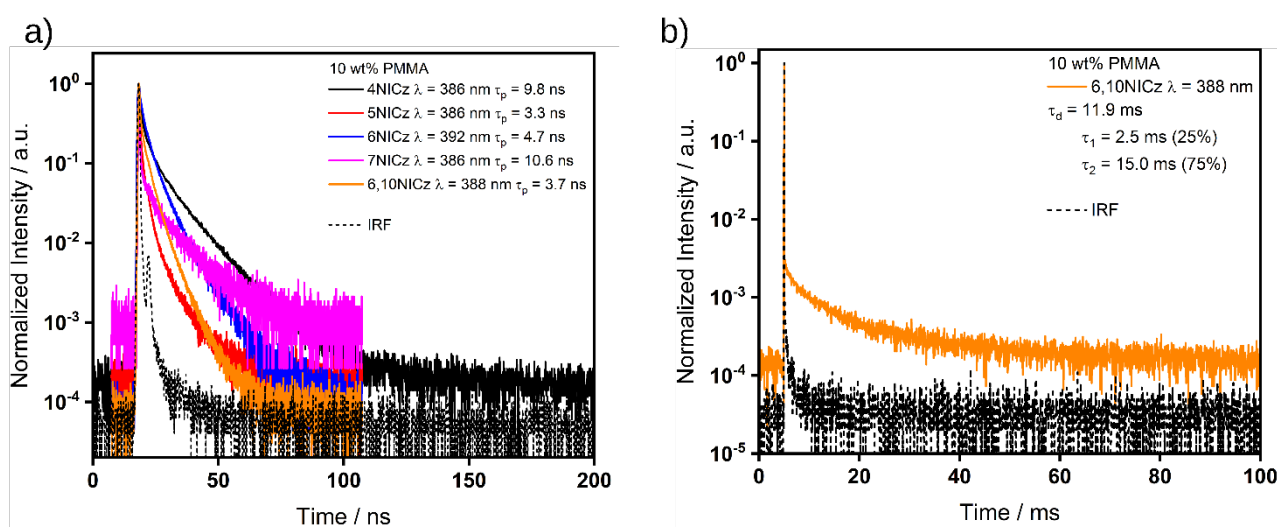 a)
10 wt% PMMA
4NICz λ = 386 nm τp = 9.8 ns
5NICz λ = 386 nm τp = 3.3 ns
6NICz λ = 392 nm τp = 4.7 ns
7NICz λ = 386 nm τp = 10.6 ns
6,10NICz λ = 388 nm τp = 3.7 ns
IRF
Normalized Intensity / a.u.
10⁰
10⁻¹
10⁻²
10⁻³
10⁻⁴
0 50 100 150 200
Time / ns
b)
10 wt% PMMA
6,10NICz λ = 388 nm
τd = 11.9 ms
τ1 = 2.5 ms (25%)
τ2 = 15.0 ms (75%)
IRF
Normalized Intensity / a.u.
10⁰
10⁻¹
10⁻²
10⁻³
10⁻⁴
10⁻⁵
0 20 40 60 80 100
Time / ms